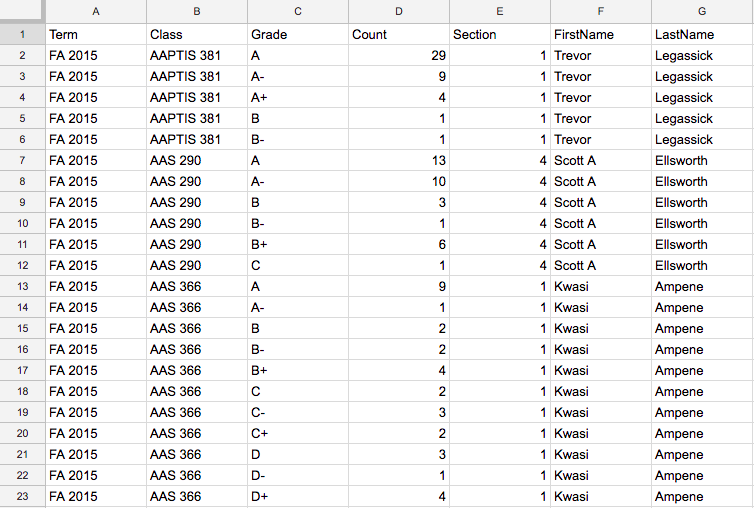 A B C D E F G
1 Term Class Grade Count Section FirstName LastName
2 FA 2015 AAPTIS 381 A 29 1 Trevor Legassick
3 FA 2015 AAPTIS 381 A- 9 1 Trevor Legassick
4 FA 2015 AAPTIS 381 A+ 4 1 Trevor Legassick
5 FA 2015 AAPTIS 381 B 1 1 Trevor Legassick
6 FA 2015 AAPTIS 381 B- 1 1 Trevor Legassick
7 FA 2015 AAS 290 A 13 4 Scott A Ellsworth
8 FA 2015 AAS 290 A- 10 4 Scott A Ellsworth
9 FA 2015 AAS 290 B 3 4 Scott A Ellsworth
10 FA 2015 AAS 290 B- 1 4 Scott A Ellsworth
11 FA 2015 AAS 290 B+ 6 4 Scott A Ellsworth
12 FA 2015 AAS 290 C 1 4 Scott A Ellsworth
13 FA 2015 AAS 366 A 9 1 Kwasi Ampene
14 FA 2015 AAS 366 A- 1 1 Kwasi Ampene
15 FA 2015 AAS 366 B 2 1 Kwasi Ampene
16 FA 2015 AAS 366 B- 2 1 Kwasi Ampene
17 FA 2015 AAS 366 B+ 4 1 Kwasi Ampene
18 FA 2015 AAS 366 C 2 1 Kwasi Ampene
19 FA 2015 AAS 366 C- 3 1 Kwasi Ampene
20 FA 2015 AAS 366 C+ 2 1 Kwasi Ampene
21 FA 2015 AAS 366 D 3 1 Kwasi Ampene
22 FA 2015 AAS 366 D- 1 1 Kwasi Ampene
23 FA 2015 AAS 366 D+ 4 1 Kwasi Ampene